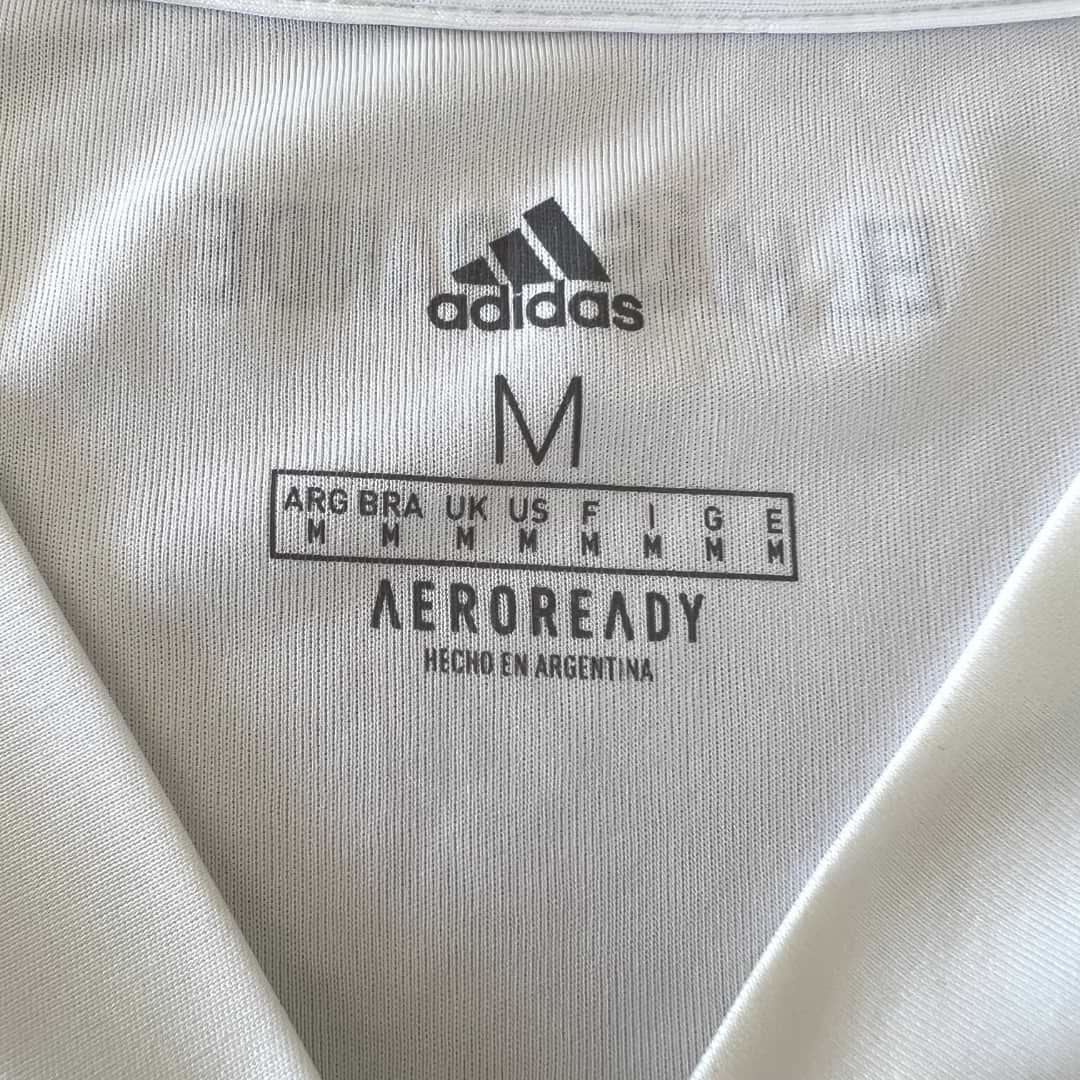 adidas
M
ARG BRA UK US F I G E
M M M M M M M M
AEROREADY
HECHO EN ARGENTINA